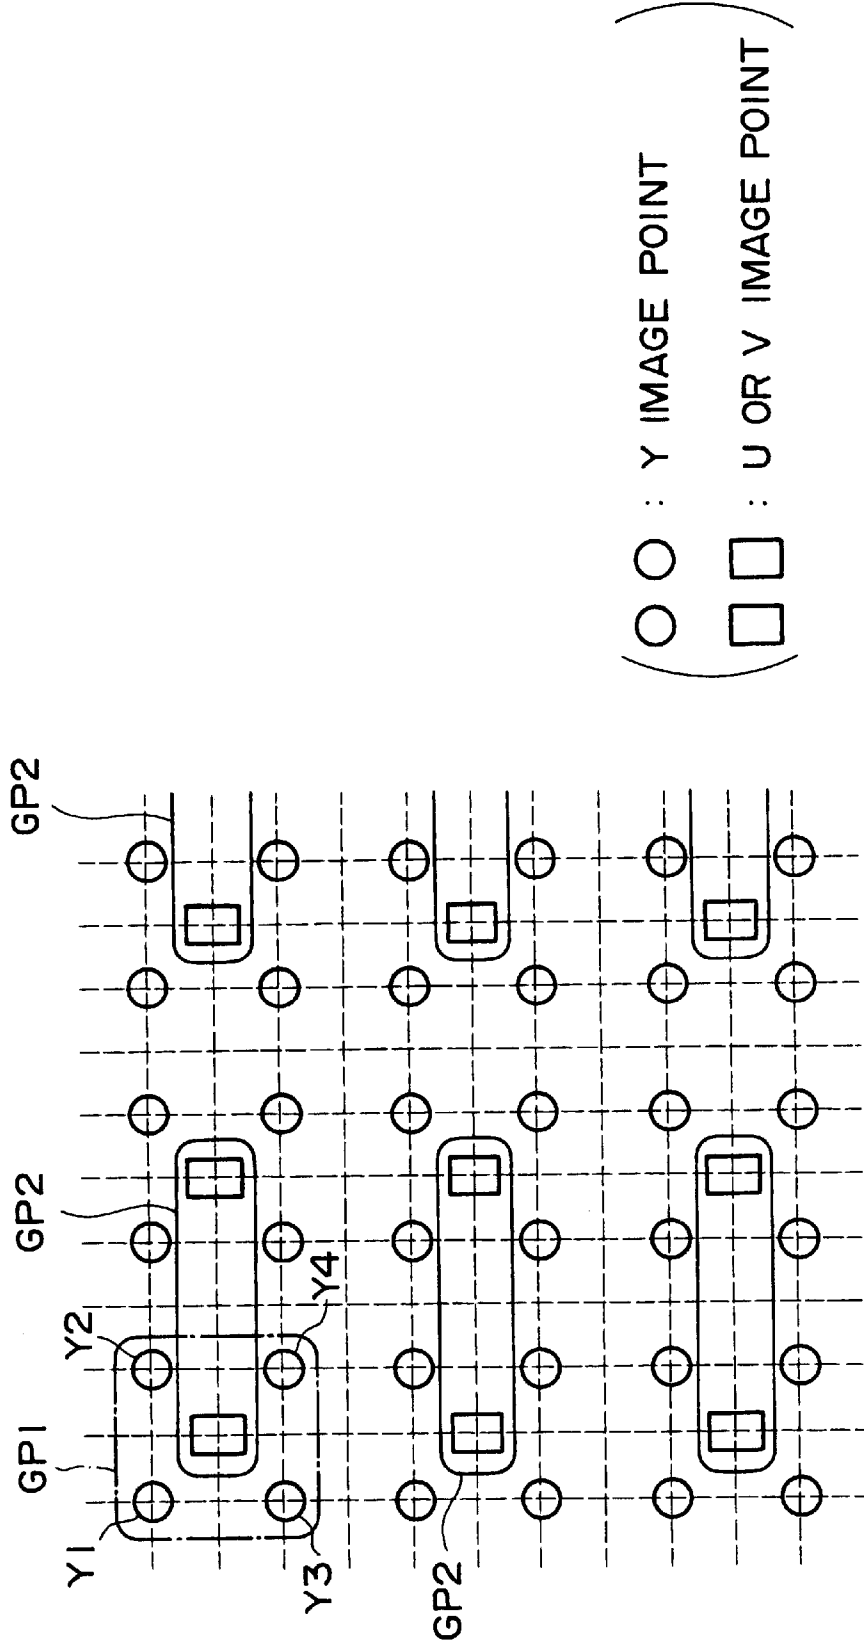 GP1
GP2
GP2
Y1
Y2
Y3
Y4
GP2
: Y IMAGE POINT
: U OR V IMAGE POINT